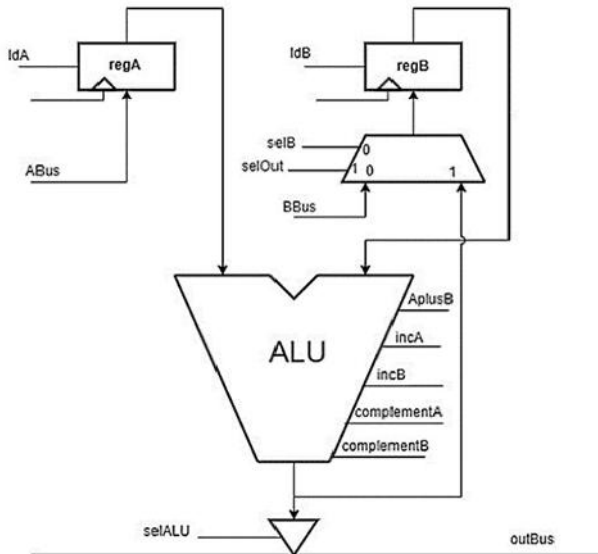 ldA
regA
ldB
regB
selB
0
selOut
1 0 1
ABus
BBus
ALU
AplusB
incA
incB
complementA
complementB
selALU
outBus